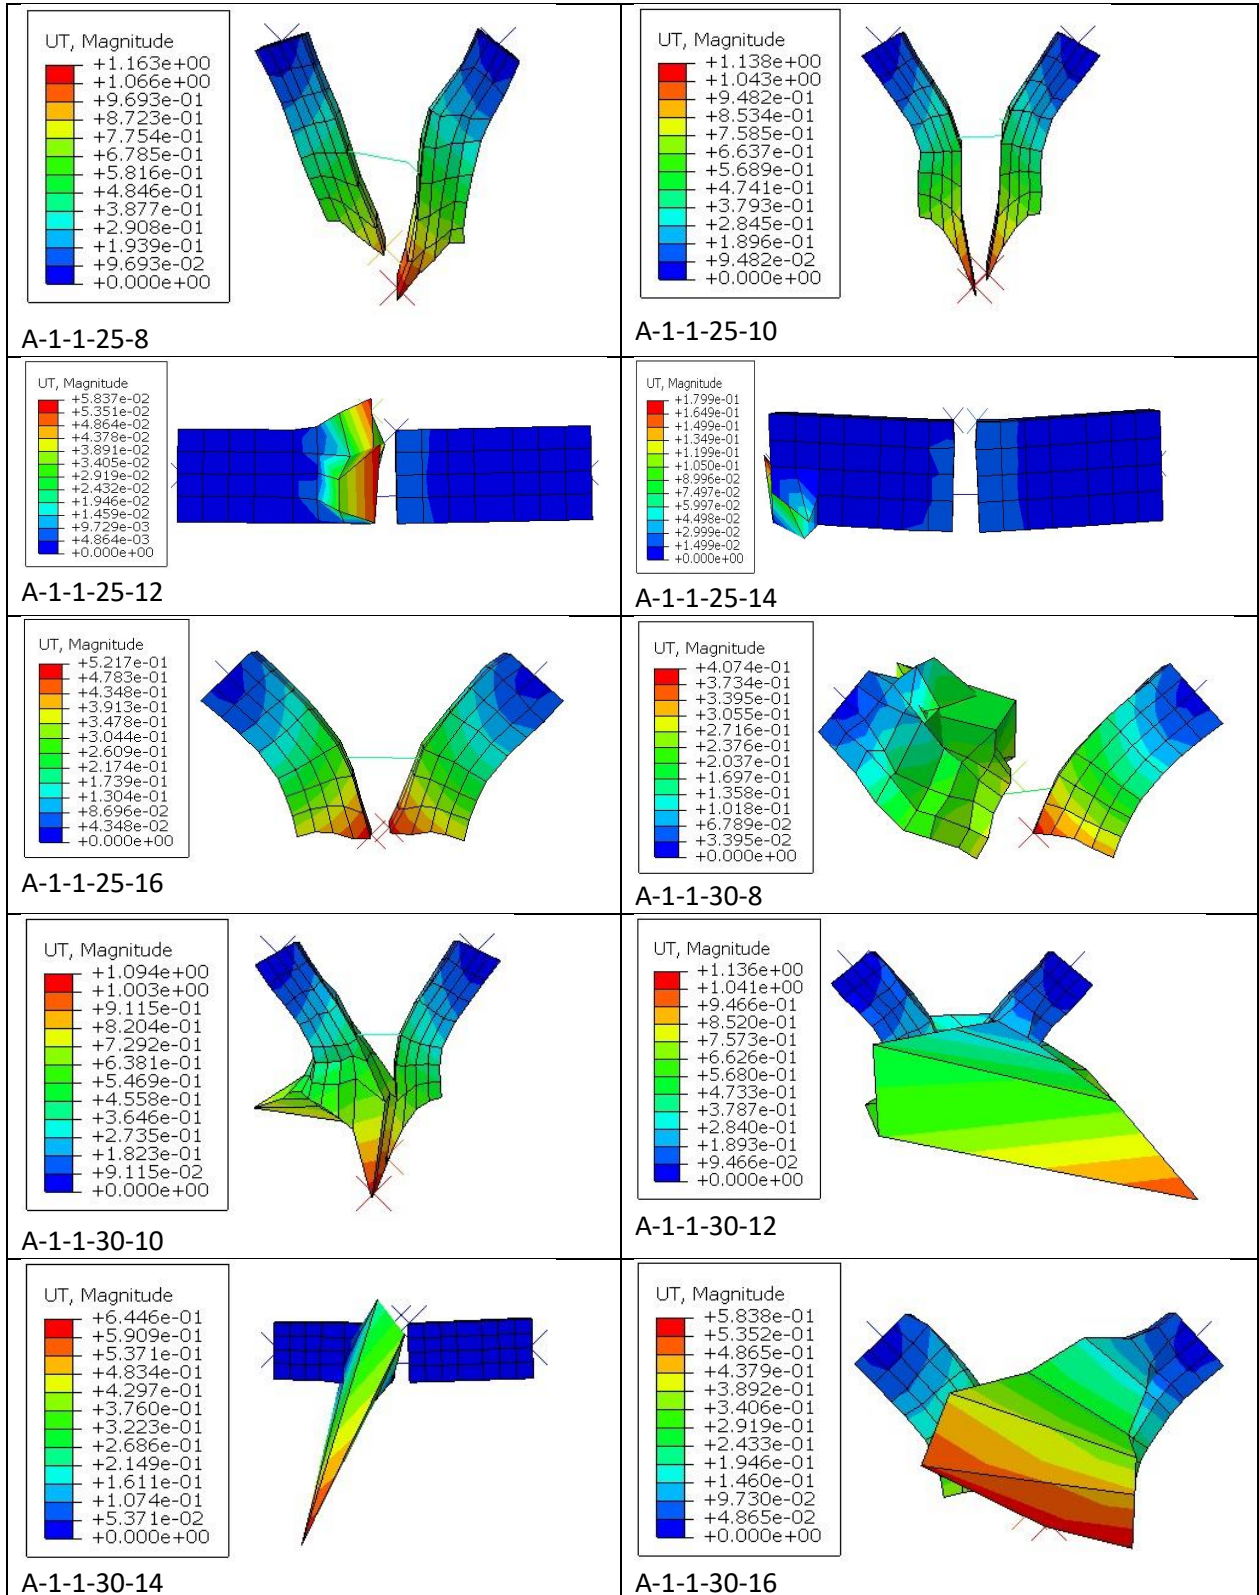 UT, Magnitude
+1.163e+00
+1.066e+00
+9.693e-01
+8.723e-01
+7.754e-01
+6.785e-01
+5.816e-01
+4.846e-01
+3.877e-01
+2.908e-01
+1.939e-01
+9.693e-02
+0.000e+00
A-1-1-25-8
UT, Magnitude
+1.138e+00
+1.043e+00
+9.482e-01
+8.534e-01
+7.585e-01
+6.637e-01
+5.689e-01
+4.741e-01
+3.793e-01
+2.845e-01
+1.896e-01
+9.482e-02
+0.000e+00
A-1-1-25-10
UT, Magnitude
+5.837e-02
+5.351e-02
+4.864e-02
+4.378e-02
+3.891e-02
+3.405e-02
+2.919e-02
+2.432e-02
+1.946e-02
+1.459e-02
+9.729e-03
+4.864e-03
+0.000e+00
A-1-1-25-12
UT, Magnitude
+1.799e-01
+1.649e-01
+1.499e-01
+1.349e-01
+1.199e-01
+1.050e-01
+8.996e-02
+7.497e-02
+5.997e-02
+4.498e-02
+2.999e-02
+1.499e-02
+0.000e+00
A-1-1-25-14
UT, Magnitude
+5.217e-01
+4.783e-01
+4.348e-01
+3.913e-01
+3.478e-01
+3.044e-01
+2.609e-01
+2.174e-01
+1.739e-01
+1.304e-01
+8.696e-02
+4.348e-02
+0.000e+00
A-1-1-25-16
UT, Magnitude
+4.074e-01
+3.734e-01
+3.395e-01
+3.055e-01
+2.716e-01
+2.376e-01
+2.037e-01
+1.697e-01
+1.358e-01
+1.018e-01
+6.789e-02
+3.395e-02
+0.000e+00
A-1-1-30-8
UT, Magnitude
+1.094e+00
+1.003e+00
+9.115e-01
+8.204e-01
+7.292e-01
+6.381e-01
+5.469e-01
+4.558e-01
+3.646e-01
+2.735e-01
+1.823e-01
+9.115e-02
+0.000e+00
A-1-1-30-10
UT, Magnitude
+1.136e+00
+1.041e+00
+9.466e-01
+8.520e-01
+7.573e-01
+6.626e-01
+5.680e-01
+4.733e-01
+3.787e-01
+2.840e-01
+1.893e-01
+9.466e-02
+0.000e+00
A-1-1-30-12
UT, Magnitude
+6.446e-01
+5.909e-01
+5.371e-01
+4.834e-01
+4.297e-01
+3.760e-01
+3.223e-01
+2.686e-01
+2.149e-01
+1.611e-01
+1.074e-01
+5.371e-02
+0.000e+00
A-1-1-30-14
UT, Magnitude
+5.838e-01
+5.352e-01
+4.865e-01
+4.379e-01
+3.892e-01
+3.406e-01
+2.919e-01
+2.433e-01
+1.946e-01
+1.460e-01
+9.730e-02
+4.865e-02
+0.000e+00
A-1-1-30-16